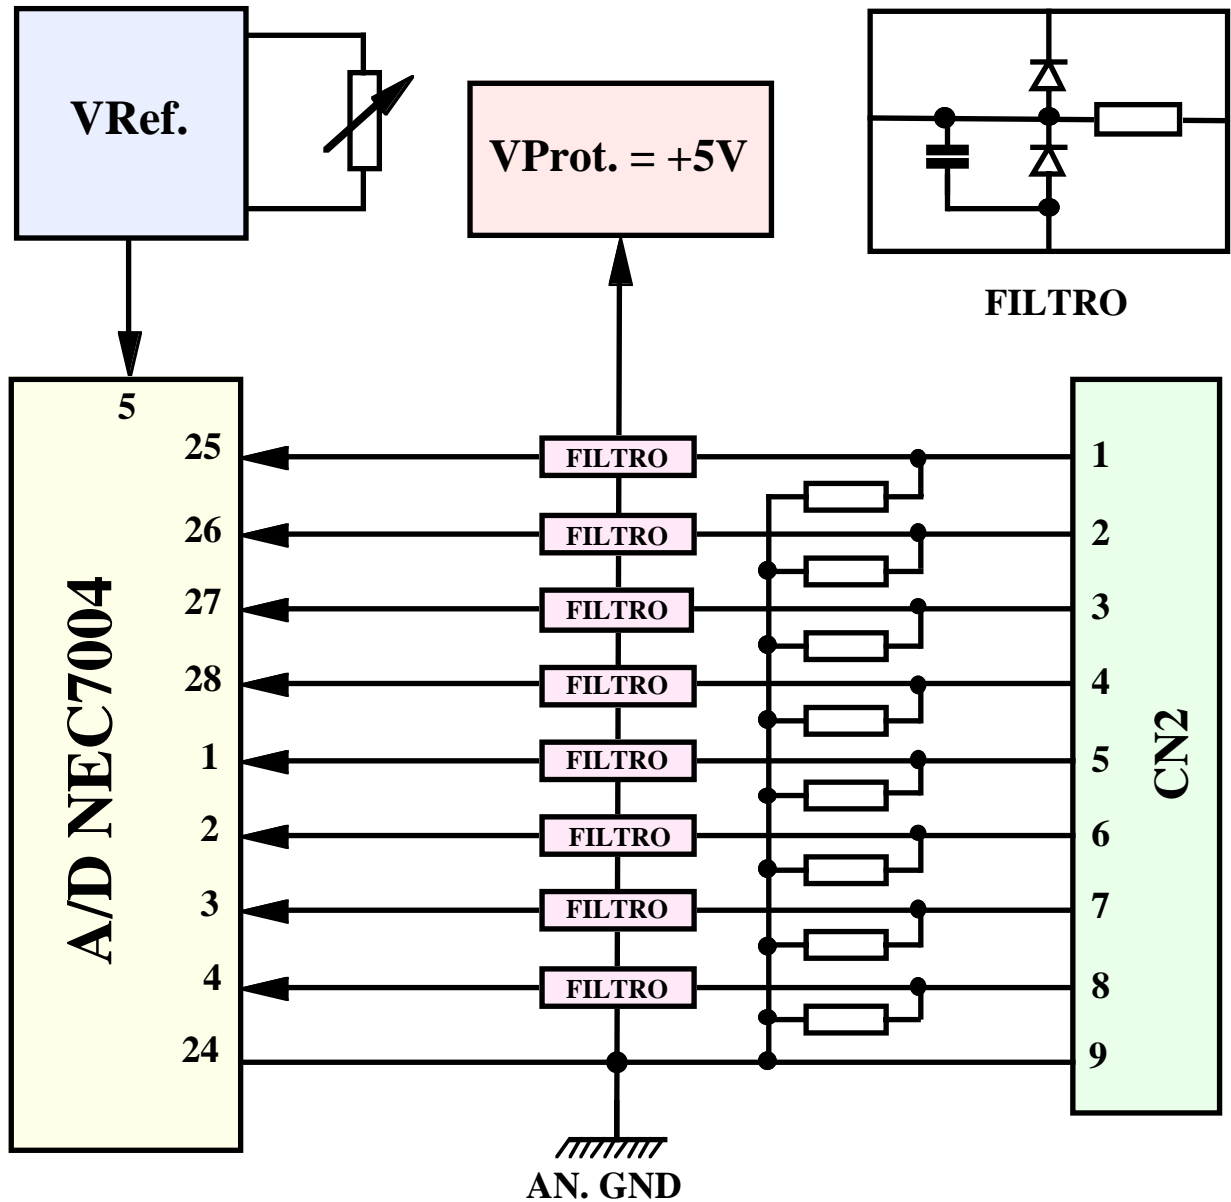 VRef.
VProt. = +5V
FILTRO
5
25
FILTRO
1
26
FILTRO
2
27
FILTRO
3
28
FILTRO
4
1
FILTRO
5
2
FILTRO
6
3
FILTRO
7
4
FILTRO
8
24
9
A/D NEC7004
CN2
AN. GND